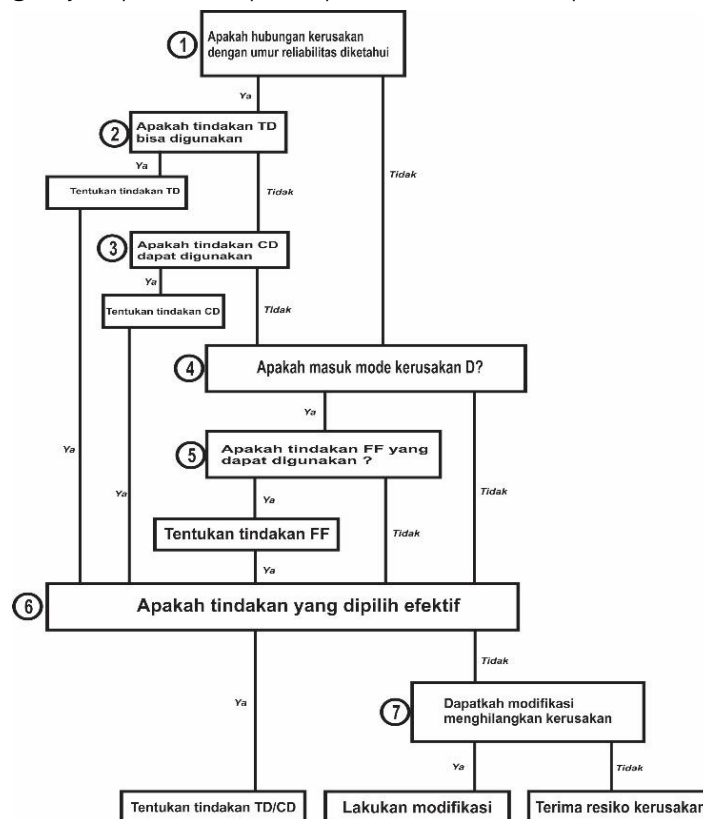 1
Apakah hubungan kerusakan
dengan umur reliabilitas diketahui
Ya
Tidak
2
Apakah tindakan TD
bisa digunakan
Ya
Tidak
Tentukan tindakan TD
3
Apakah tindakan CD
dapat digunakan
Ya
Tidak
Tentukan tindakan CD
4
Apakah masuk mode kerusakan D?
Ya
Tidak
5
Apakah tindakan FF yang
dapat digunakan ?
Ya
Ya
Ya
Tidak
Tentukan tindakan FF
Ya
6
Apakah tindakan yang dipilih efektif
Ya
Tidak
7
Dapatkah modifikasi
menghilangkan kerusakan
Ya
Tidak
Tentukan tindakan TD/CD
Lakukan modifikasi
Terima resiko kerusakan